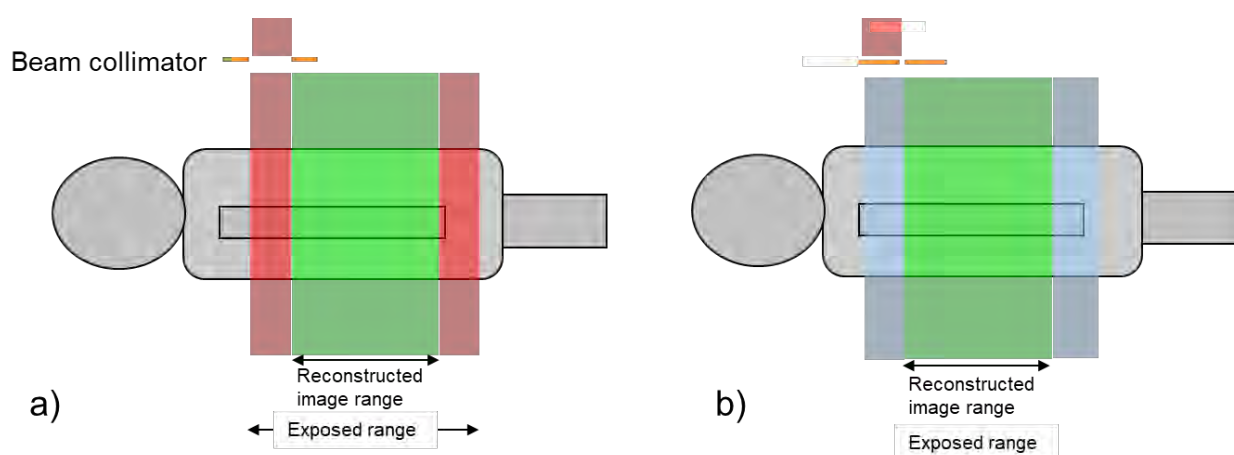 Beam collimator
Reconstructed
image range
a)
Exposed range
Reconstructed
image range
b)
Exposed range